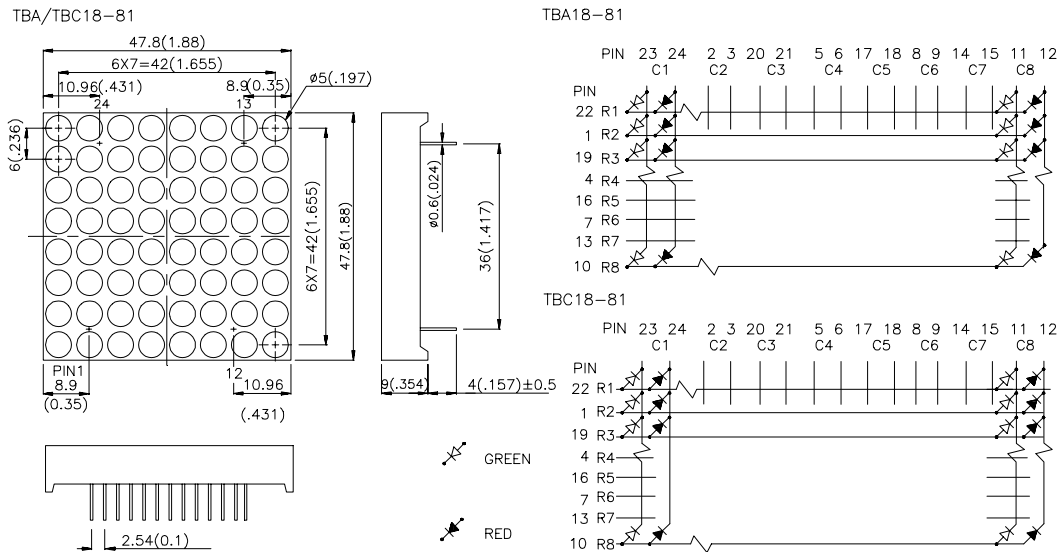 TBA/TBC18-81
47.8(1.88)
6X7=42(1.655)
10.96(.431)
8.9(0.35)
ø5(.197)
24
13
6(.236)
6X7=42(1.655)
47.8(1.88)
PIN1
12
8.9
(0.35)
10.96
(.431)
ø0.6(.024)
36(1.417)
9(.354)
4(.157)±0.5
2.54(0.1)
GREEN
RED
TBA18-81
PIN 23 24 2 3 20 21 5 6 17 18 8 9 14 15 11 12
C1 C2 C3 C4 C5 C6 C7 C8
PIN
22 R1
1 R2
19 R3
4 R4
16 R5
7 R6
13 R7
10 R8
TBC18-81
PIN 23 24 2 3 20 21 5 6 17 18 8 9 14 15 11 12
C1 C2 C3 C4 C5 C6 C7 C8
PIN
22 R1
1 R2
19 R3
4 R4
16 R5
7 R6
13 R7
10 R8